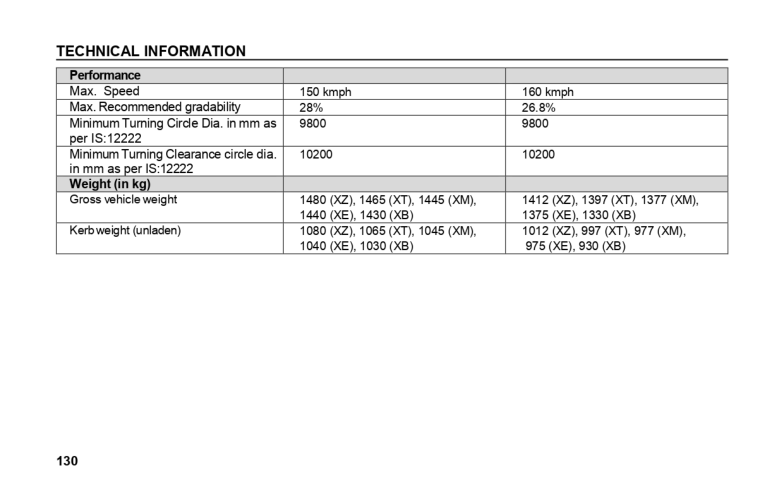 TECHNICAL INFORMATION
Performance
Max. Speed 150 kmph 160 kmph
Max. Recommended gradability 28% 26.8%
Minimum Turning Circle Dia. in mm as 9800 9800
per IS:12222
Minimum Turning Clearance circle dia. 10200 10200
in mm as per IS:12222
Weight (in kg)
Gross vehicle weight 1480 (XZ), 1465 (XT), 1445 (XM), 1412 (XZ), 1397 (XT), 1377 (XM),
1440 (XE), 1430 (XB) 1375 (XE), 1330 (XB)
Kerb weight (unladen) 1080 (XZ), 1065 (XT), 1045 (XM), 1012 (XZ), 997 (XT), 977 (XM),
1040 (XE), 1030 (XB) 975 (XE), 930 (XB)
130